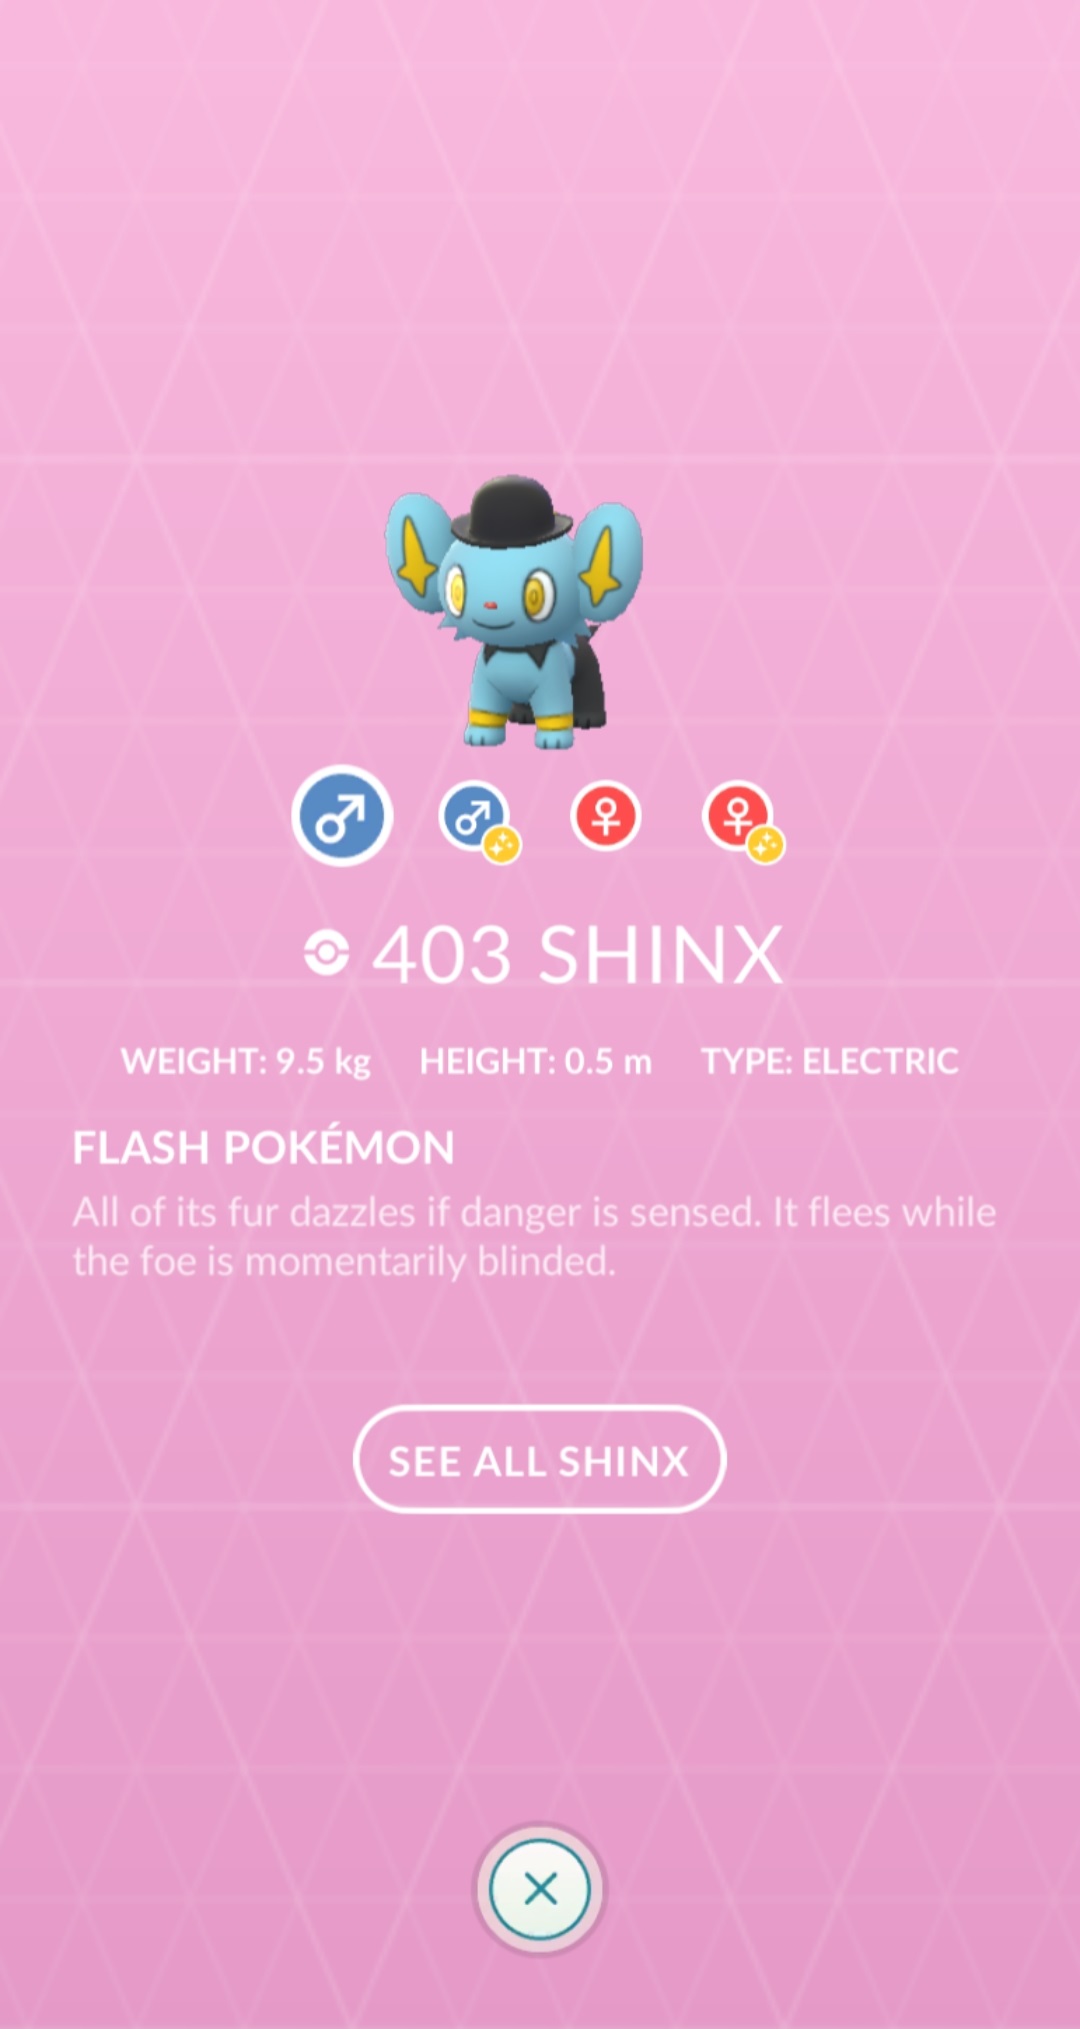 403 SHINX
WEIGHT: 9.5 kg HEIGHT: 0.5 m TYPE: ELECTRIC
FLASH POKÉMON
All of its fur dazzles if danger is sensed. It flees while
the foe is momentarily blinded.
SEE ALL SHINX